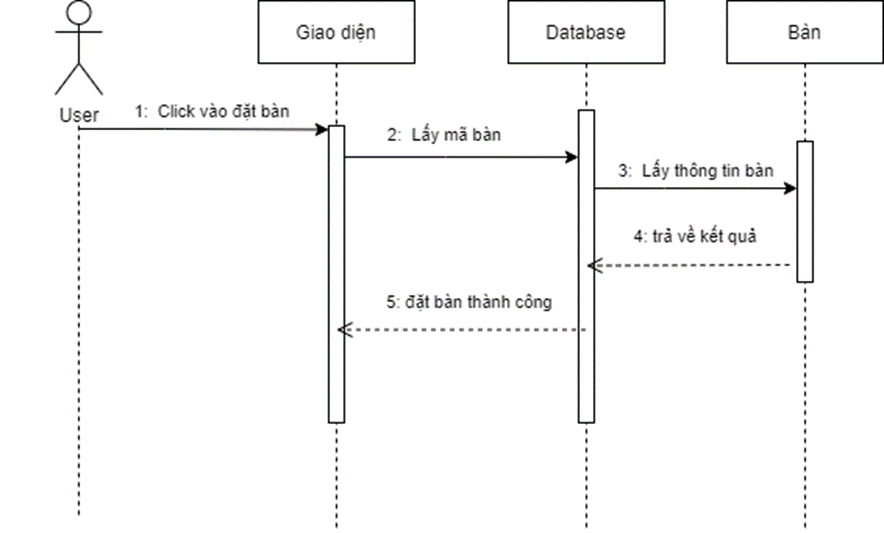 Giao diện
Database
Bàn
User
1: Click vào đặt bàn
2: Lấy mã bàn
3: Lấy thông tin bàn
4: trả về kết quả
5: đặt bàn thành công